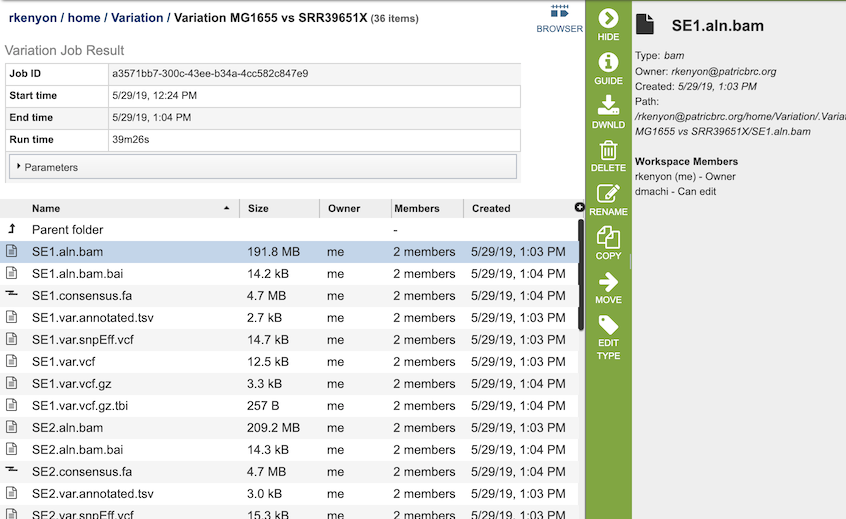 rkenyon / home / Variation / Variation MG1655 vs SRR39651X (36 items)
BROWSER
Variation Job Result
Job ID a3571bb7-300c-43ee-b34a-4cc582c847e9
Start time 5/29/19, 12:24 PM
End time 5/29/19, 1:04 PM
Run time 39m26s
Parameters
Name Size Owner Members Created
Parent folder -
SE1.aln.bam 191.8 MB me 2 members 5/29/19, 1:03 PM
SE1.aln.bam.bai 14.2 kB me 2 members 5/29/19, 1:03 PM
SE1.consensus.fa 4.7 MB me 2 members 5/29/19, 1:04 PM
SE1.var.annotated.tsv 2.7 kB me 2 members 5/29/19, 1:03 PM
SE1.var.snpEff.vcf 14.7 kB me 2 members 5/29/19, 1:03 PM
SE1.var.vcf 12.5 kB me 2 members 5/29/19, 1:03 PM
SE1.var.vcf.gz 3.3 kB me 2 members 5/29/19, 1:04 PM
SE1.var.vcf.gz.tbi 257 B me 2 members 5/29/19, 1:04 PM
SE2.aln.bam 209.2 MB me 2 members 5/29/19, 1:03 PM
SE2.aln.bam.bai 14.3 kB me 2 members 5/29/19, 1:04 PM
SE2.consensus.fa 4.7 MB me 2 members 5/29/19, 1:04 PM
SE2.var.annotated.tsv 3.0 kB me 2 members 5/29/19, 1:03 PM
SE2.var.snpEff.vcf 15.3 kB me 2 members 5/29/19, 1:03 PM
HIDE
GUIDE
DWNLD
DELETE
RENAME
COPY
MOVE
EDIT
TYPE
SE1.aln.bam
Type: bam
Owner: rkenyon@patricbrc.org
Created: 5/29/19, 1:03 PM
Path:
/rkenyon@patricbrc.org/home/Variation/.Varia
MG1655 vs SRR39651X/SE1.aln.bam
Workspace Members
rkenyon (me) - Owner
dmachi - Can edit